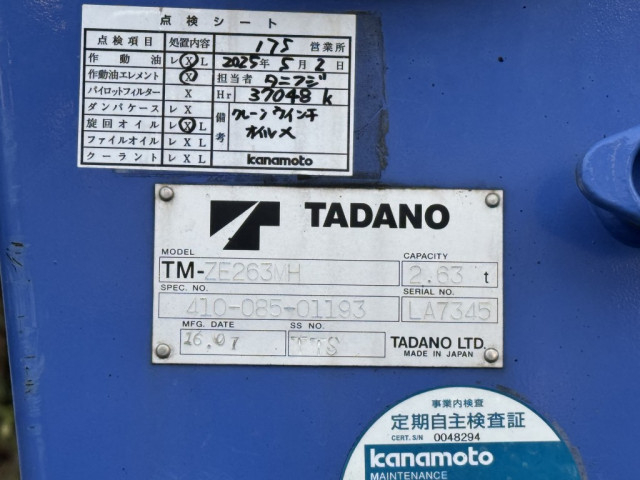 点検シート
点検項目 処置内容 175 営業所
作動油 レ X L 2025年 5月 2日
作動油エレメント レ X 担当者 タニフジ
パイロットフィルター レ X Hr 37048 k
ダンパケース レ X 備考 クレーン ウインチ
旋回オイル レ X L オイル X
ファイルオイル レ X L
クーラント レ X L kanamoto
TADANO
MODEL CAPACITY
TM-ZE263MH 2.63 t
SPEC. NO. SERIAL NO.
410-085-01193 LA7345
MFG. DATE SS NO.
16.07 TTS TADANO LTD.
MADE IN JAPAN
事業内検査
定期自主検査証
CERT. S/N 0048294
kanamoto
MAINTENANCE